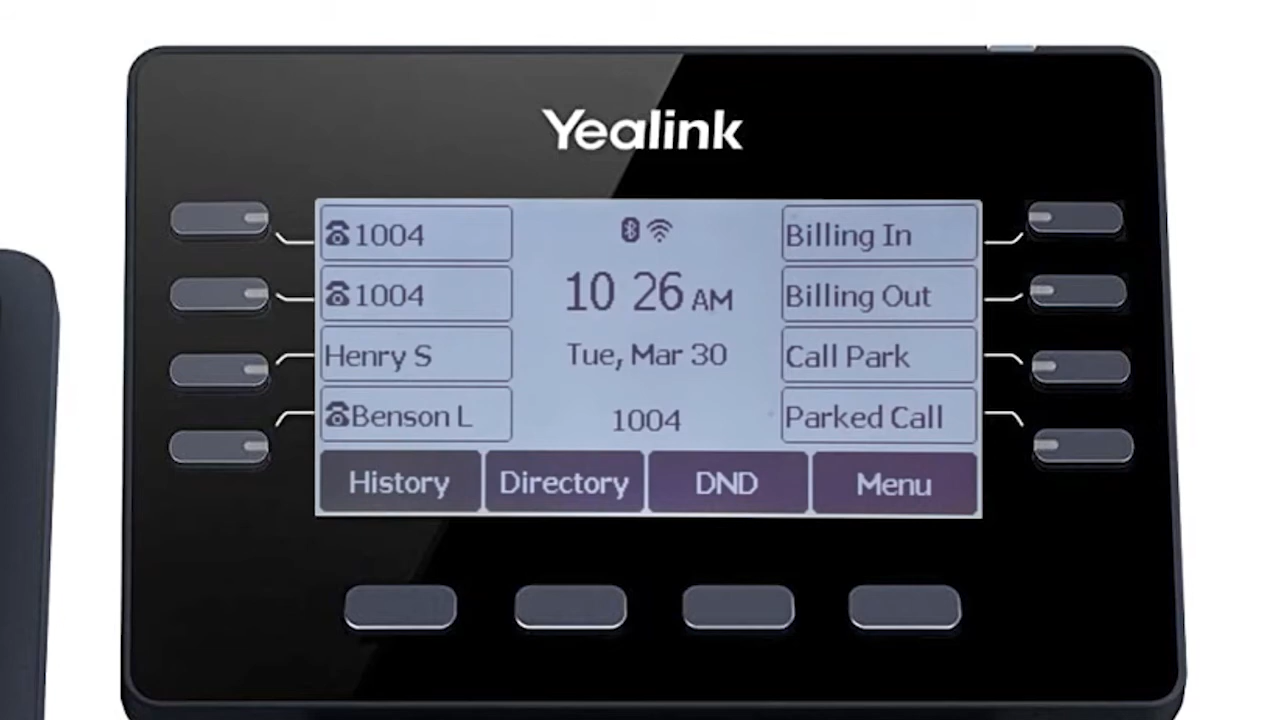 Yealink
1004
1004
Henry S
Benson L
10 26 AM
Tue, Mar 30
1004
Billing In
Billing Out
Call Park
Parked Call
History
Directory
DND
Menu